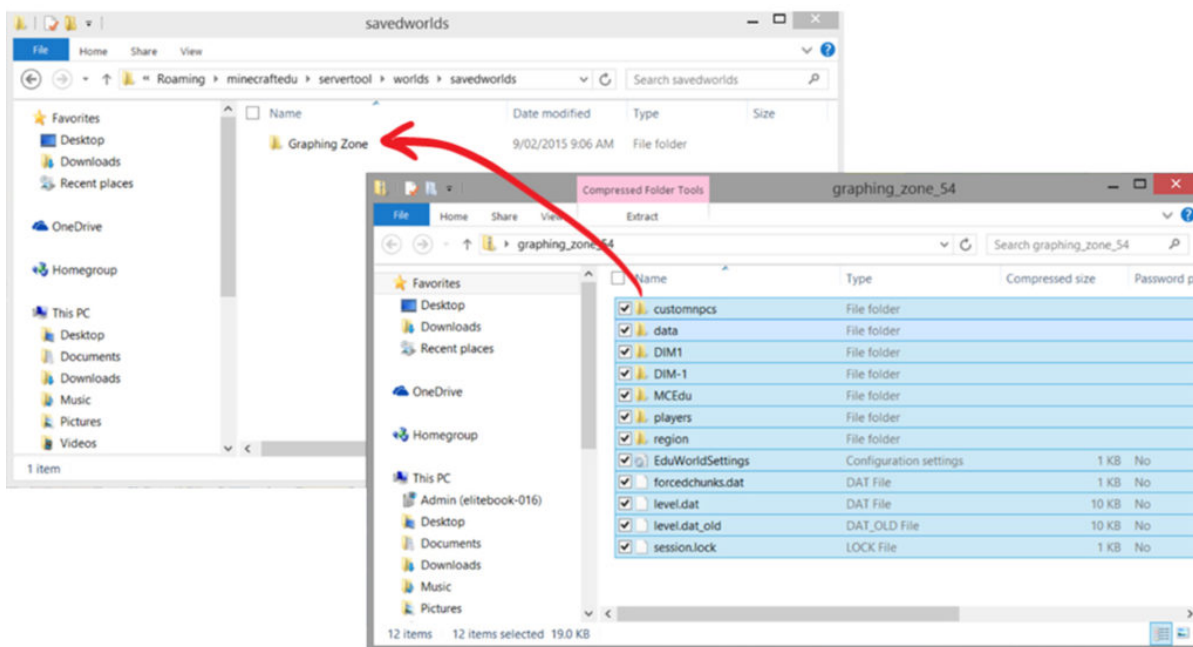 savedworlds
File Home Share View
« Roaming › minecraftedu › servertool › worlds › savedworlds Search savedworlds
Name Date modified Type Size
Graphing Zone 9/02/2015 9:06 AM File folder
Favorites
Desktop
Downloads
Recent places
OneDrive
Homegroup
This PC
Desktop
Documents
Downloads
Music
Pictures
Videos
1 item
Compressed Folder Tools graphing_zone_54
File Home Share View Extract
graphing_zone_54 Search graphing_zone_54
Name Type Compressed size Password p
customnpcs File folder
data File folder
DIM1 File folder
DIM-1 File folder
MCEdu File folder
players File folder
region File folder
EduWorldSettings Configuration settings 1 KB No
forcedchunks.dat DAT File 1 KB No
level.dat DAT File 10 KB No
level.dat_old DAT_OLD File 10 KB No
session.lock LOCK File 1 KB No
Favorites
Desktop
Downloads
Recent places
OneDrive
Homegroup
This PC
Admin (elitebook-016)
Desktop
Documents
Downloads
Music
Pictures
12 items 12 items selected 19.0 KB